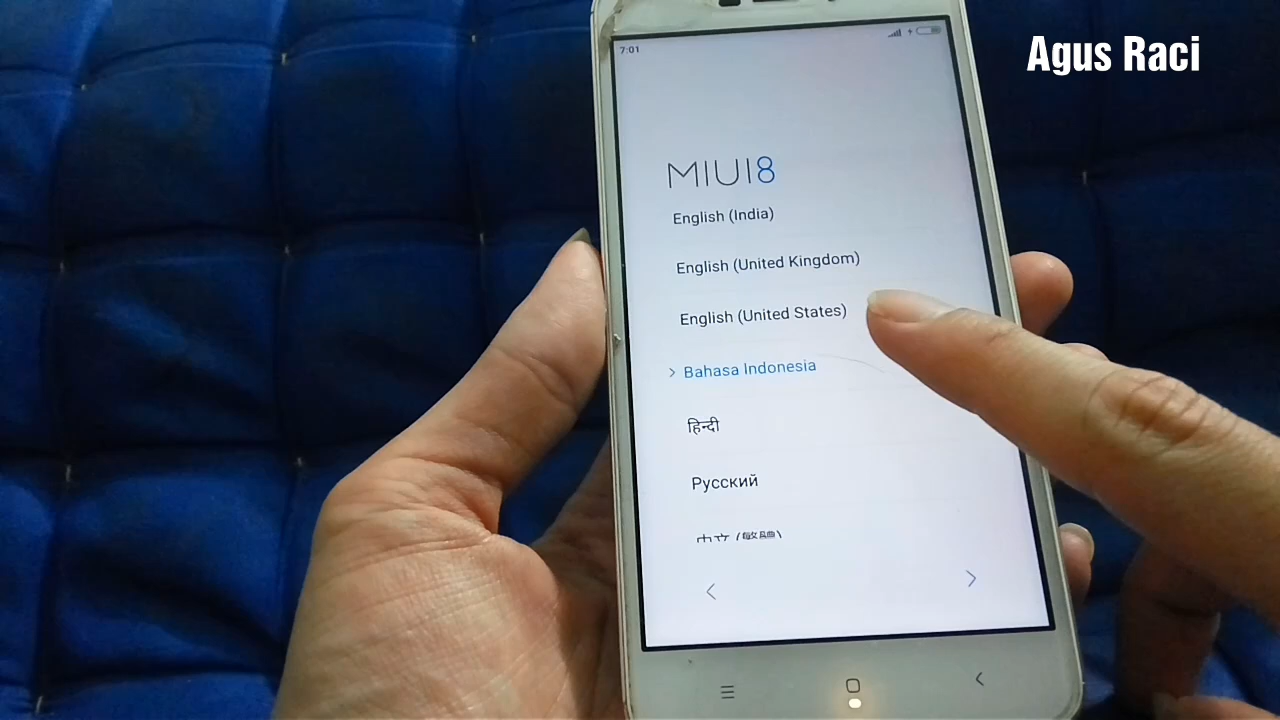 Agus Raci
7:01
MIUI8
English (India)
English (United Kingdom)
English (United States)
Bahasa Indonesia
हिन्दी
Русский